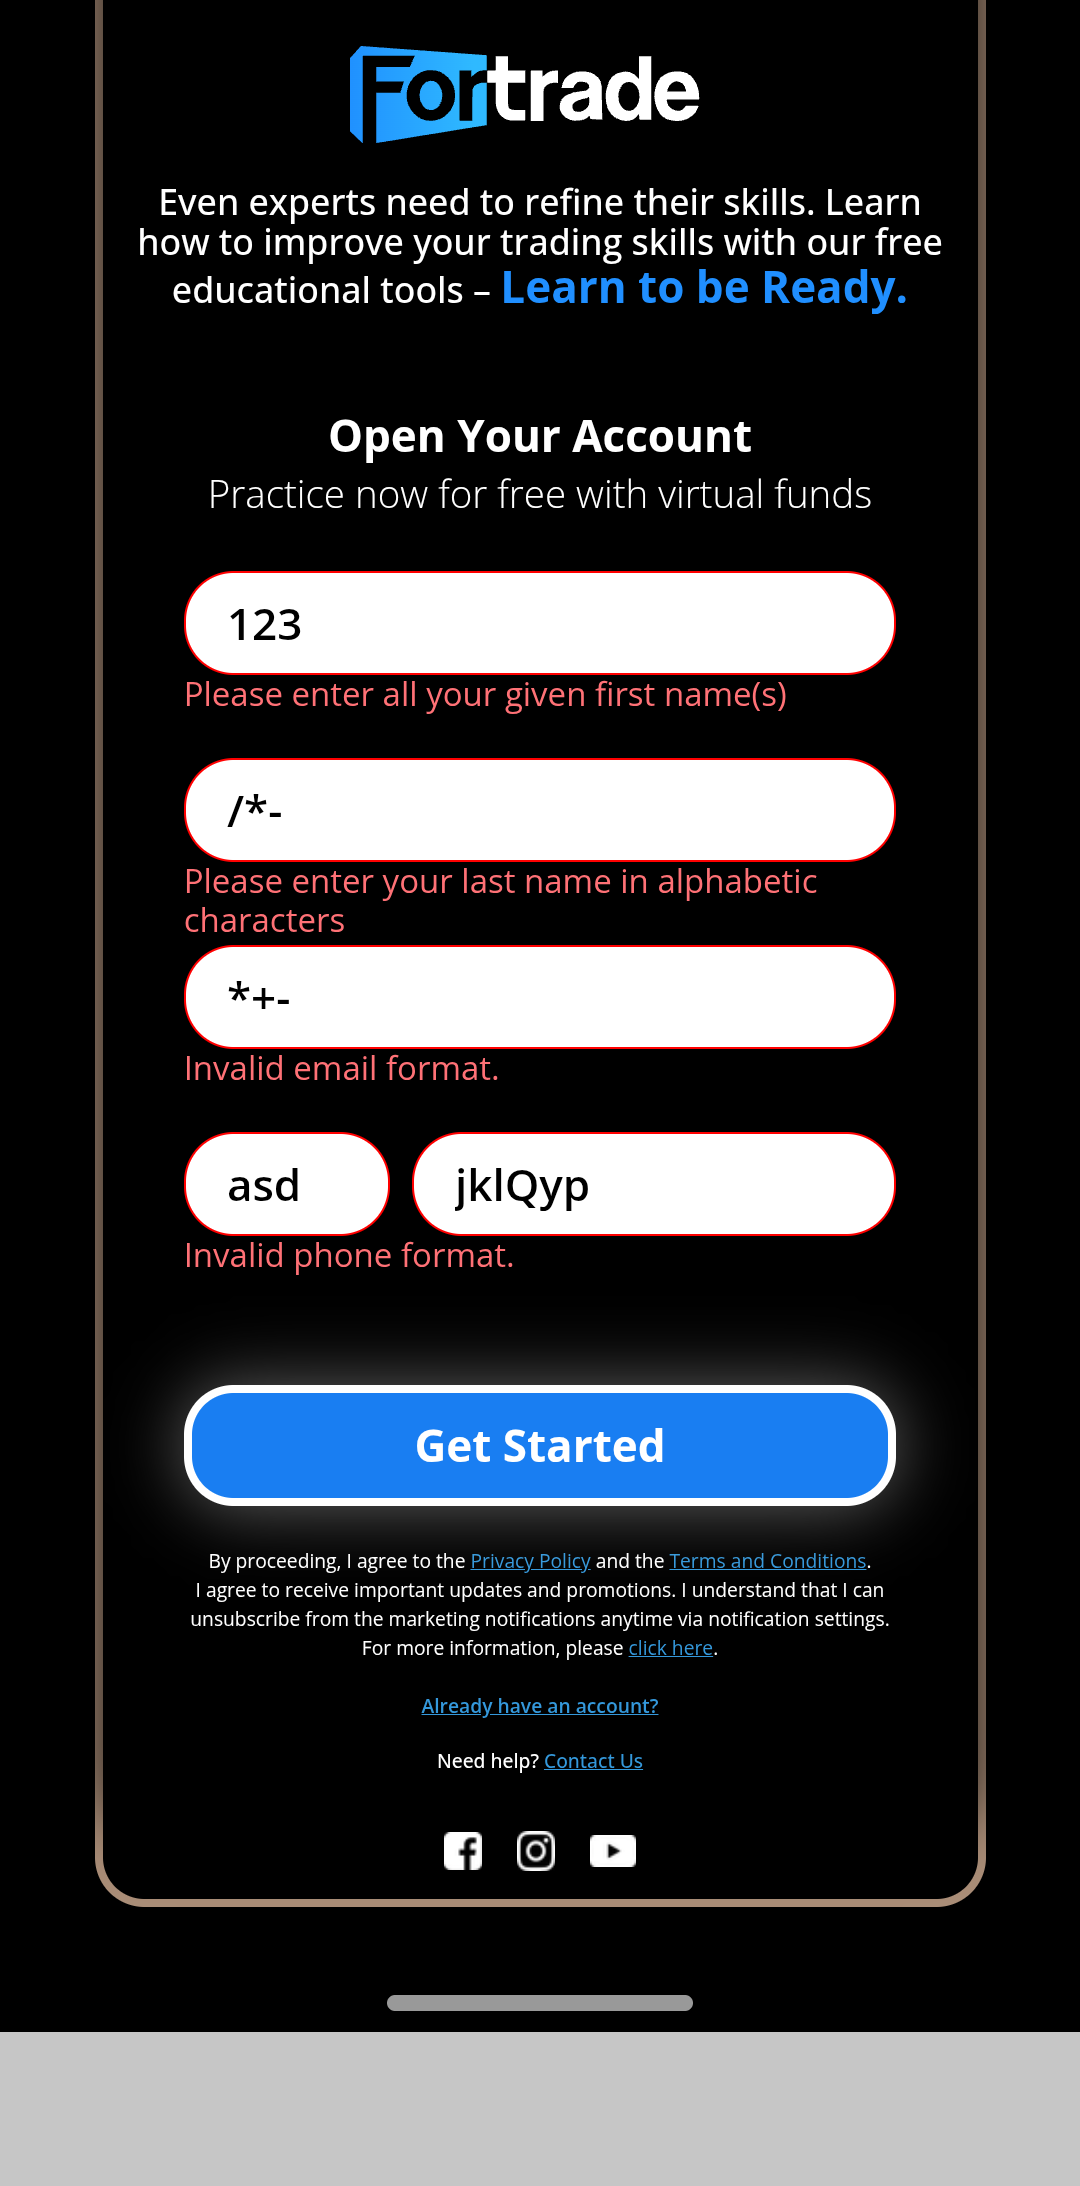 Fortrade
Even experts need to refine their skills. Learn
how to improve your trading skills with our free
educational tools – Learn to be Ready.
Open Your Account
Practice now for free with virtual funds
123
Please enter all your given first name(s)
/*-
Please enter your last name in alphabetic
characters
*+-
Invalid email format.
asd jklQyp
Invalid phone format.
Get Started
By proceeding, I agree to the Privacy Policy and the Terms and Conditions.
I agree to receive important updates and promotions. I understand that I can
unsubscribe from the marketing notifications anytime via notification settings.
For more information, please click here.
Already have an account?
Need help? Contact Us